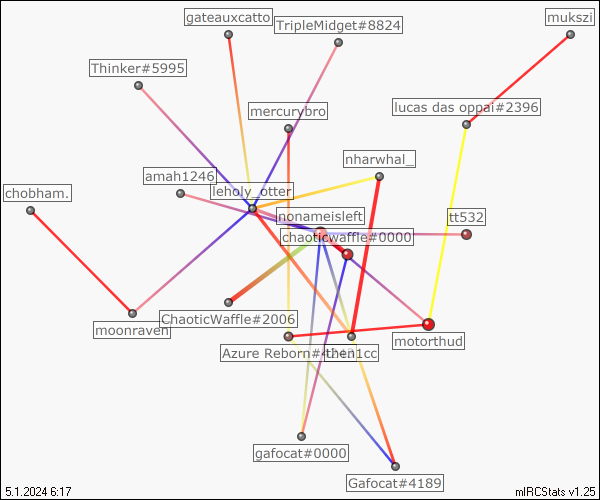 gateauxcatto
mukszi
TripleMidget#8824
Thinker#5995
lucas das oppai#2396
mercurybro
nharwhal_
amah1246
leholy_otter
chobham.
nonameisleft
tt532
chaoticwaffle#0000
ChaoticWaffle#2006
moonraven
motorthud
Azure Reborn
gafocat#0000
Gafocat#4189
5.1.2024 6:17
mIRCStats v1.25